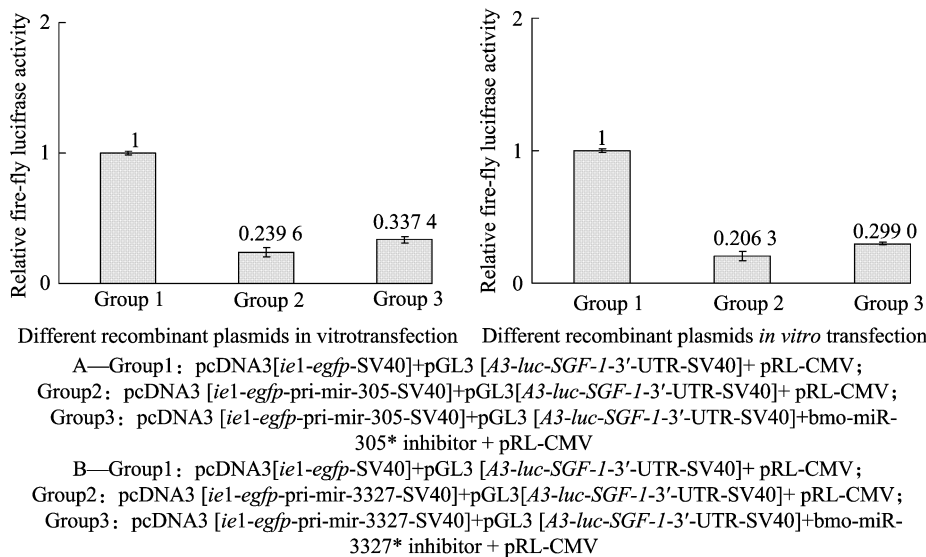 Relative fire-fly lucifrase activity
2
1
0
1
0.239 6
0.337 4
Group 1
Group 2
Group 3
Different recombinant plasmids in vitrotransfection
Relative fire-fly lucifrase activity
2
1
0
1
0.206 3
0.299 0
Group 1
Group 2
Group 3
Different recombinant plasmids in vitro transfection
A—Group1：pcDNA3[ie1-egfp-SV40]+pGL3 [A3-luc-SGF-1-3′-UTR-SV40]+ pRL-CMV；
Group2：pcDNA3 [ie1-egfp-pri-mir-305-SV40]+pGL3[A3-luc-SGF-1-3′-UTR-SV40]+ pRL-CMV；
Group3：pcDNA3 [ie1-egfp-pri-mir-305-SV40]+pGL3 [A3-luc-SGF-1-3′-UTR-SV40]+bmo-miR-
305* inhibitor + pRL-CMV
B—Group1：pcDNA3[ie1-egfp-SV40]+pGL3 [A3-luc-SGF-1-3′-UTR-SV40]+ pRL-CMV；
Group2：pcDNA3 [ie1-egfp-pri-mir-3327-SV40]+pGL3[A3-luc-SGF-1-3′-UTR-SV40]+ pRL-CMV；
Group3：pcDNA3 [ie1-egfp-pri-mir-3327-SV40]+pGL3 [A3-luc-SGF-1-3′-UTR-SV40]+bmo-miR-
3327* inhibitor + pRL-CMV